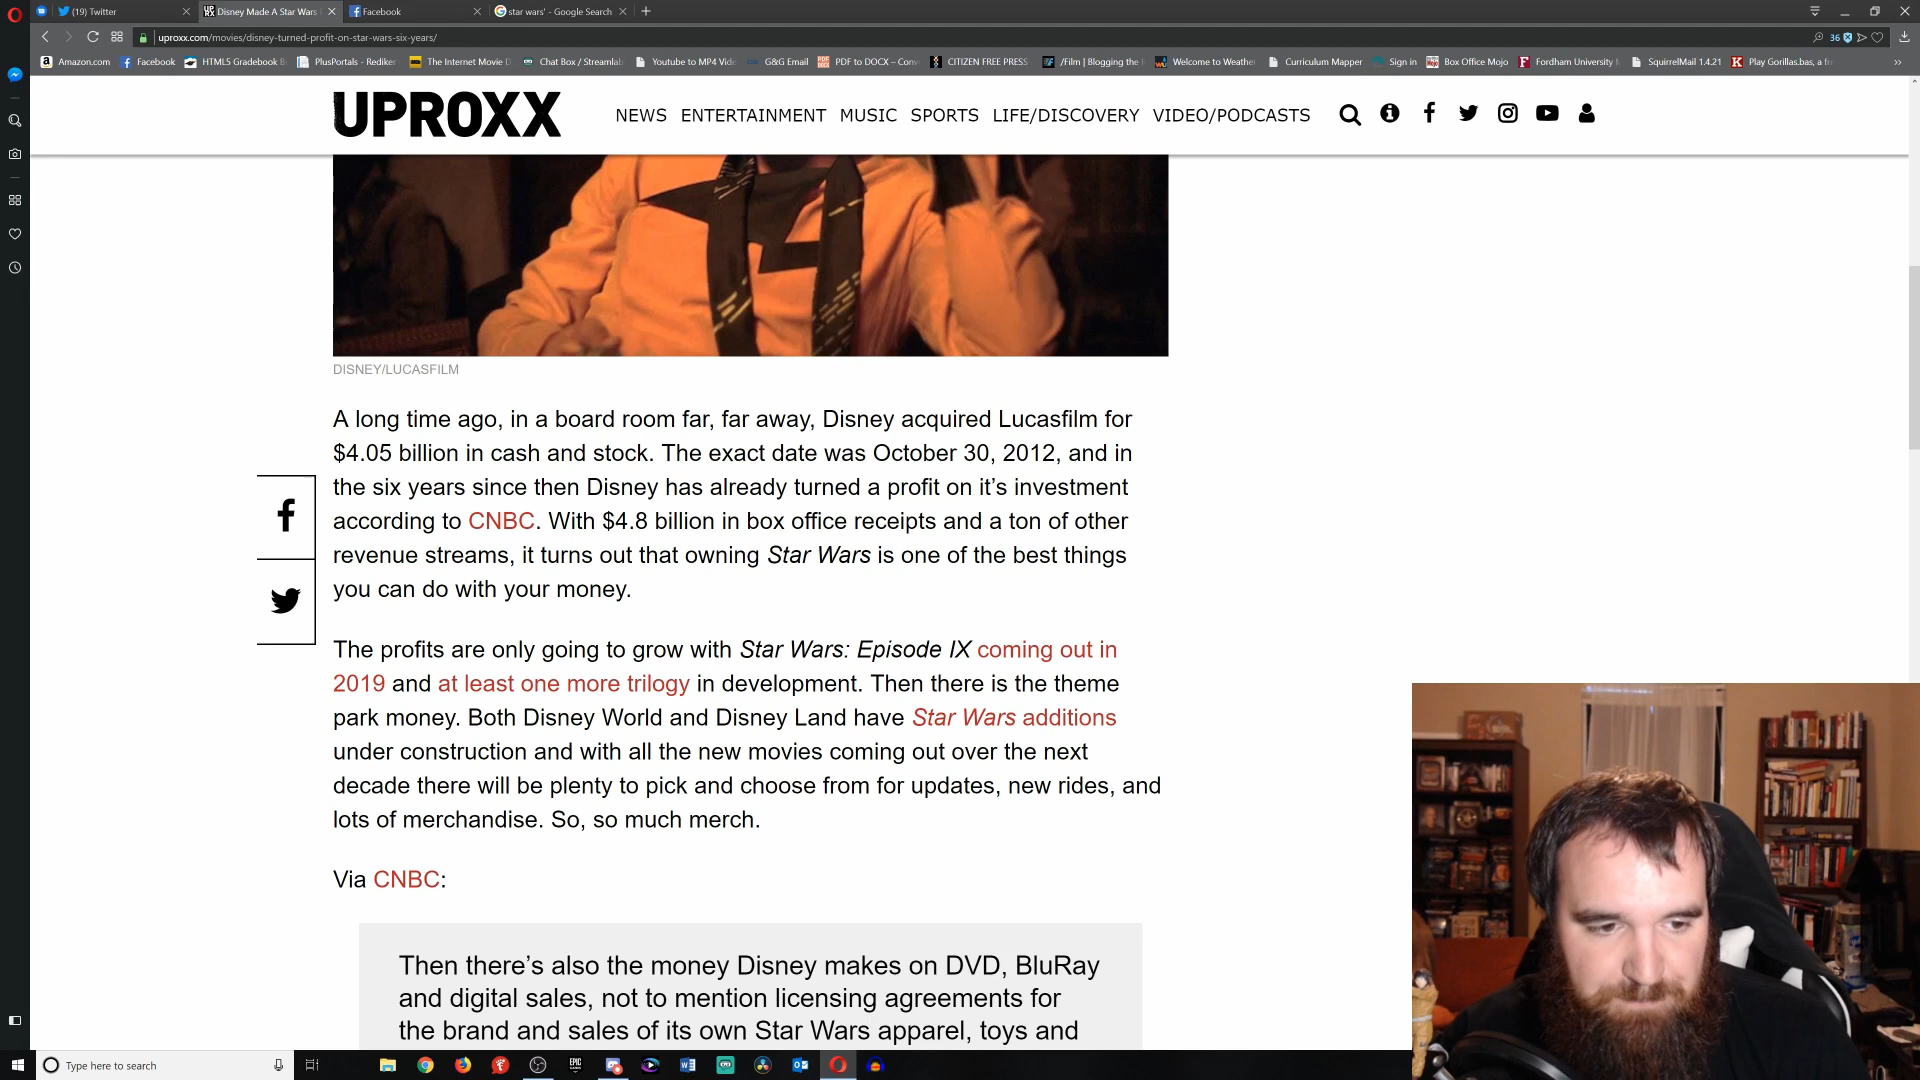 (19) Twitter
Disney Made A Star Wars
Facebook
star wars' - Google Search
uproxx.com/movies/disney-turned-profit-on-star-wars-six-years/
36
Amazon.com
Facebook
HTML5 Gradebook
PlusPortals - Rediker
The Internet Movie D
Chat Box / Streamlab
Youtube to MP4 Vide
G&G Email
PDF to DOCX – Conv
CITIZEN FREE PRESS
/Film | Blogging the
Welcome to Weathe
Curriculum Mapper
Sign in
Box Office Mojo
Fordham University
SquirrelMail 1.4.21
Play Gorillas.bas, a fr
UPROXX
NEWS ENTERTAINMENT MUSIC SPORTS LIFE/DISCOVERY VIDEO/PODCASTS
DISNEY/LUCASFILM
A long time ago, in a board room far, far away, Disney acquired Lucasfilm for
$4.05 billion in cash and stock. The exact date was October 30, 2012, and in
the six years since then Disney has already turned a profit on it’s investment
according to CNBC. With $4.8 billion in box office receipts and a ton of other
revenue streams, it turns out that owning Star Wars is one of the best things
you can do with your money.
The profits are only going to grow with Star Wars: Episode IX coming out in
2019 and at least one more trilogy in development. Then there is the theme
park money. Both Disney World and Disney Land have Star Wars additions
under construction and with all the new movies coming out over the next
decade there will be plenty to pick and choose from for updates, new rides, and
lots of merchandise. So, so much merch.
Via CNBC:
Then there’s also the money Disney makes on DVD, BluRay
and digital sales, not to mention licensing agreements for
the brand and sales of its own Star Wars apparel, toys and
Type here to search